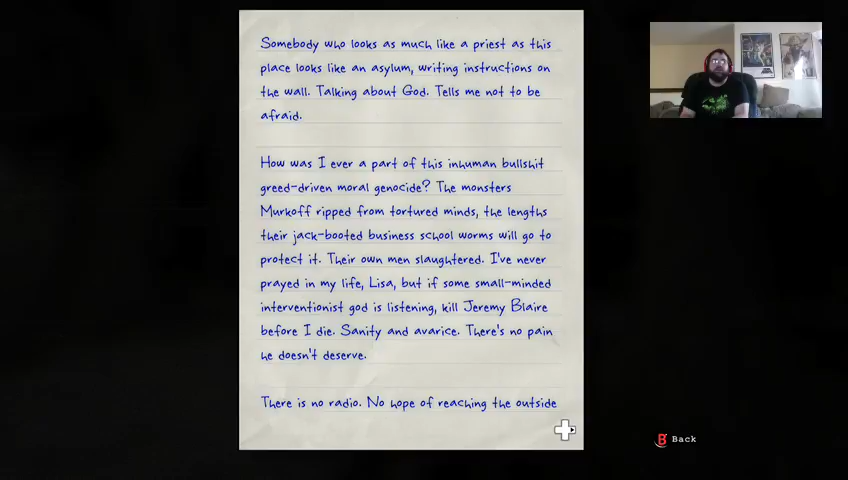 Somebody who looks as much like a priest as this
place looks like an asylum, writing instructions on
the wall. Talking about God. Tells me not to be
afraid.
How was I ever a part of this inhuman bullshit
greed-driven moral genocide? The monsters
Murkoff ripped from tortured minds, the lengths
their jack-booted business school worms will go to
protect it. Their own men slaughtered. I've never
prayed in my life, Lisa, but if some small-minded
interventionist god is listening, kill Jeremy Blaire
before I die. Sanity and avarice. There's no pain
he doesn't deserve.
There is no radio. No hope of reaching the outside
B Back